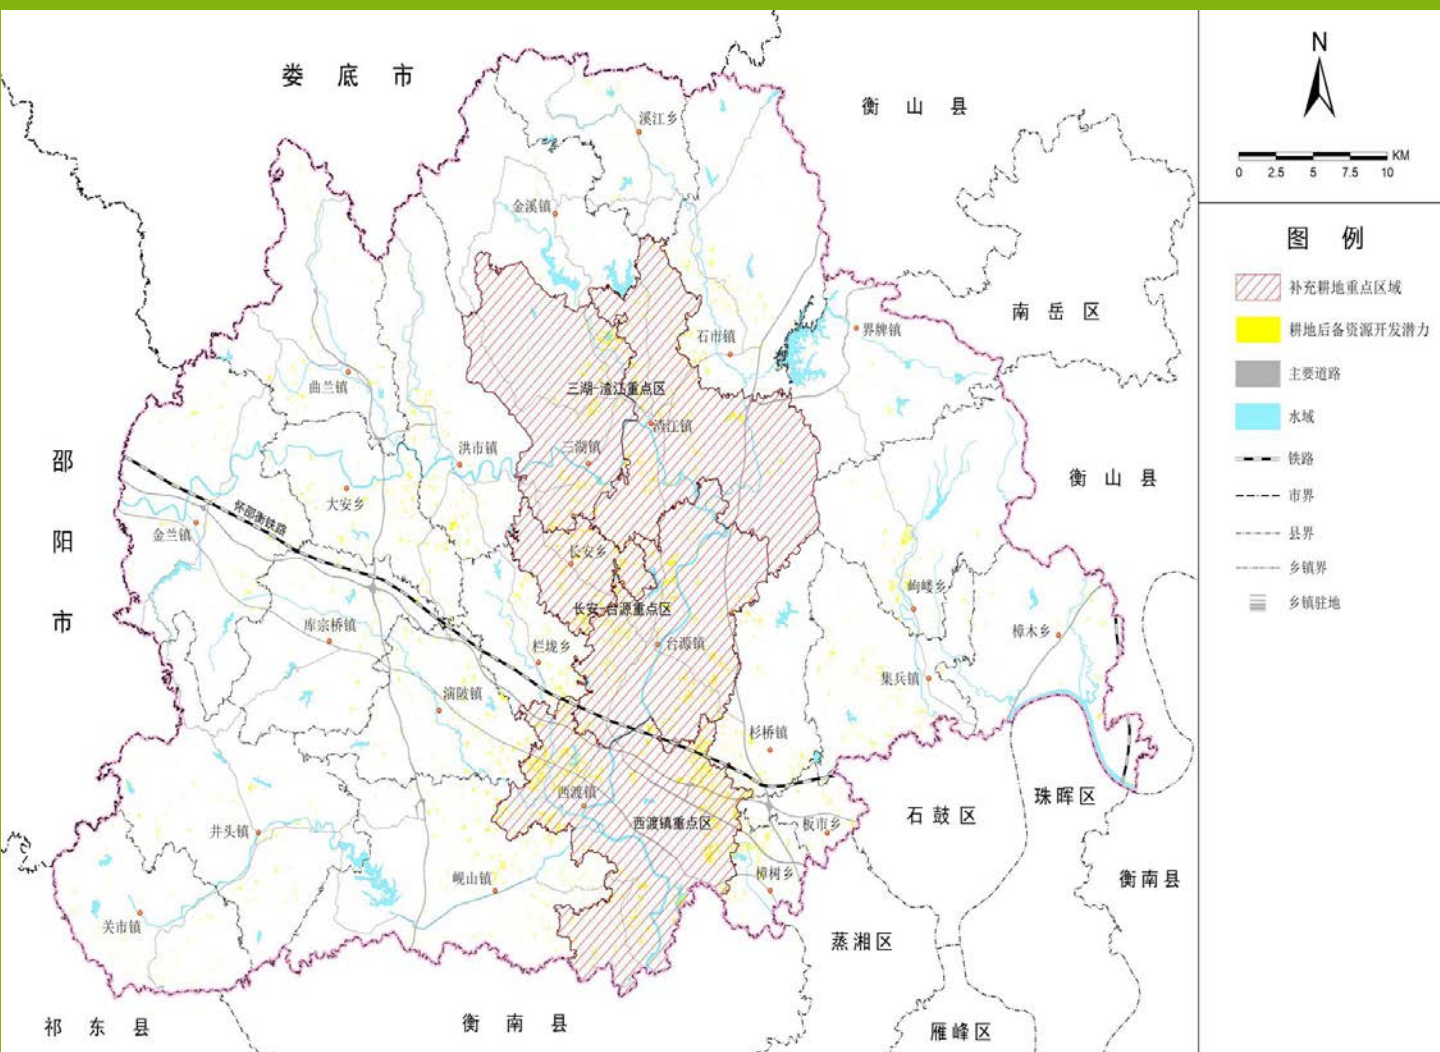 娄底市
衡山县
N
KM
0 2.5 5 7.5 10
图例
补充耕地重点区域
耕地后备资源开发潜力
主要道路
水域
铁路
市界
县界
乡镇界
乡镇驻地
溪江乡
金溪镇
南岳区
石市镇
界牌镇
曲兰镇
三湖-渣江重点区
渣江镇
洪市镇
三湖镇
邵阳市
衡山县
大安乡
怀邵衡铁路
金兰镇
长安乡
岣嵝乡
长安-台源重点区
库宗桥镇
樟木乡
栏垅乡
台源镇
集兵镇
演陂镇
杉桥镇
西渡镇
珠晖区
石鼓区
井头镇
西渡镇重点区
板市乡
岘山镇
樟树乡
衡南县
关市镇
蒸湘区
祁东县
衡南县
雁峰区